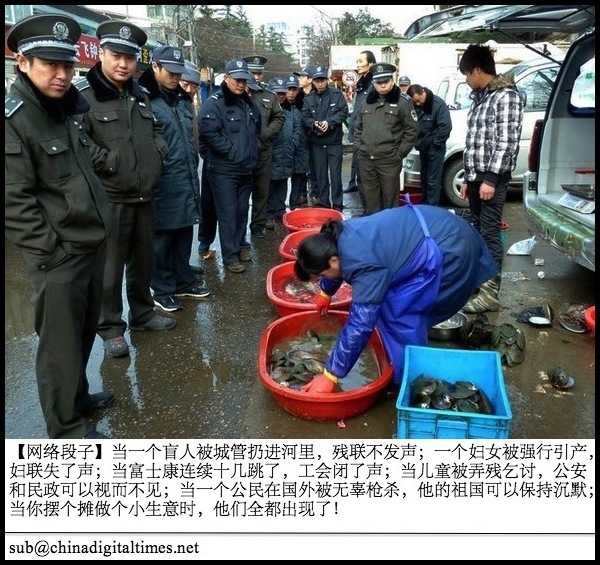 飞钟
【网络段子】当一个盲人被城管扔进河里，残联不发声；一个妇女被强行引产，
妇联失了声；当富士康连续十几跳了，工会闭了声；当儿童被弄残乞讨，公安
和民政可以视而不见；当一个公民在国外被无辜枪杀，他的祖国可以保持沉默；
当你摆个摊做个小生意时，他们全都出现了！
sub@chinadigitaltimes.net